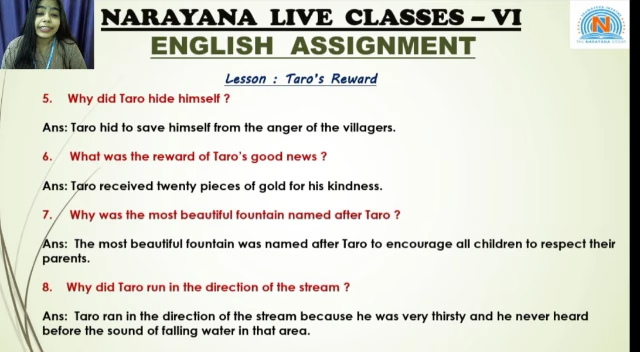 NARAYANA LIVE CLASSES – VI
ENGLISH ASSIGNMENT
Lesson : Taro's Reward
5. Why did Taro hide himself ?
Ans: Taro hid to save himself from the anger of the villagers.
6. What was the reward of Taro's good news ?
Ans: Taro received twenty pieces of gold for his kindness.
7. Why was the most beautiful fountain named after Taro ?
Ans: The most beautiful fountain was named after Taro to encourage all children to respect their
parents.
8. Why did Taro run in the direction of the stream ?
Ans: Taro ran in the direction of the stream because he was very thirsty and he never heard
before the sound of falling water in that area.
N
THE NARAYANA GROUP